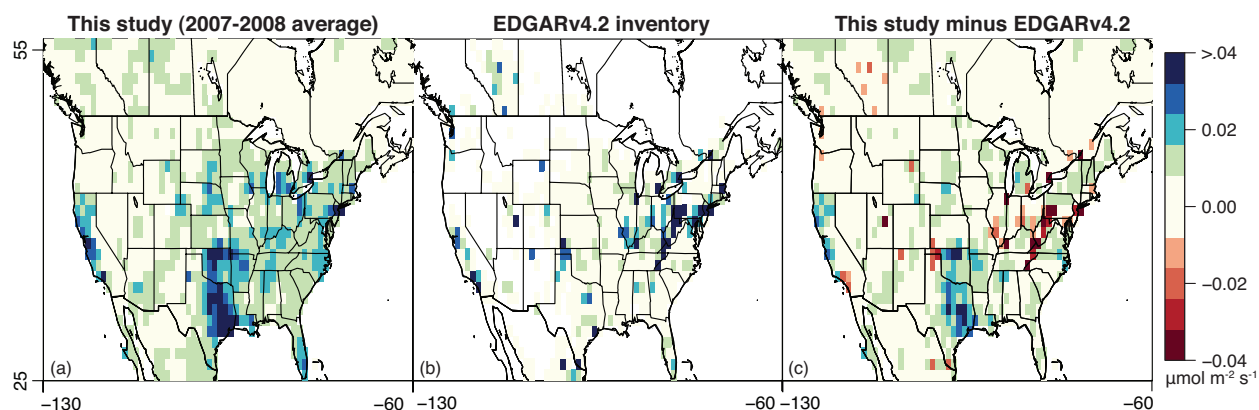 This study (2007-2008 average)
EDGARv4.2 inventory
This study minus EDGARv4.2
55
25
(a)
(b)
(c)
−130
−60
−130
−60
−130
−60
>.04
0.02
0.00
−0.02
−0.04
µmol m⁻² s⁻¹